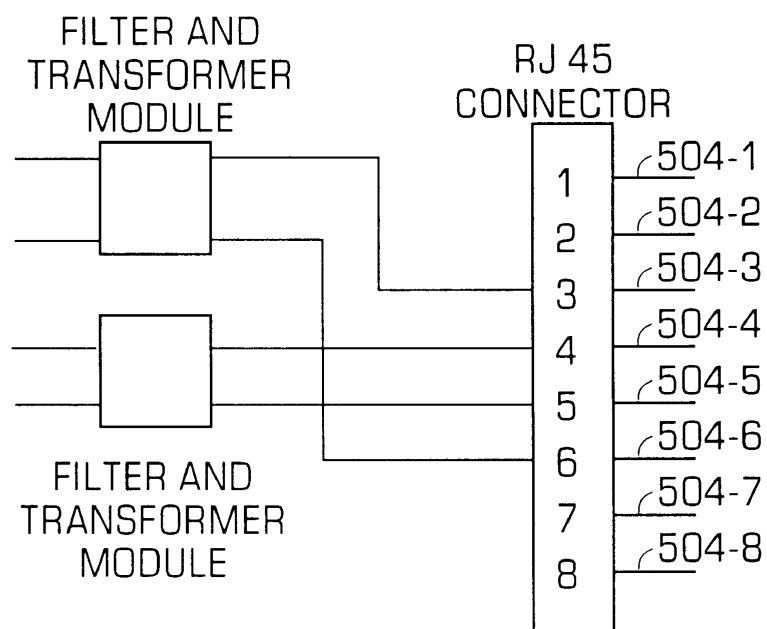 FILTER AND
TRANSFORMER
MODULE
RJ 45
CONNECTOR
1
504-1
2
504-2
3
504-3
4
504-4
5
504-5
6
504-6
7
504-7
8
504-8
FILTER AND
TRANSFORMER
MODULE